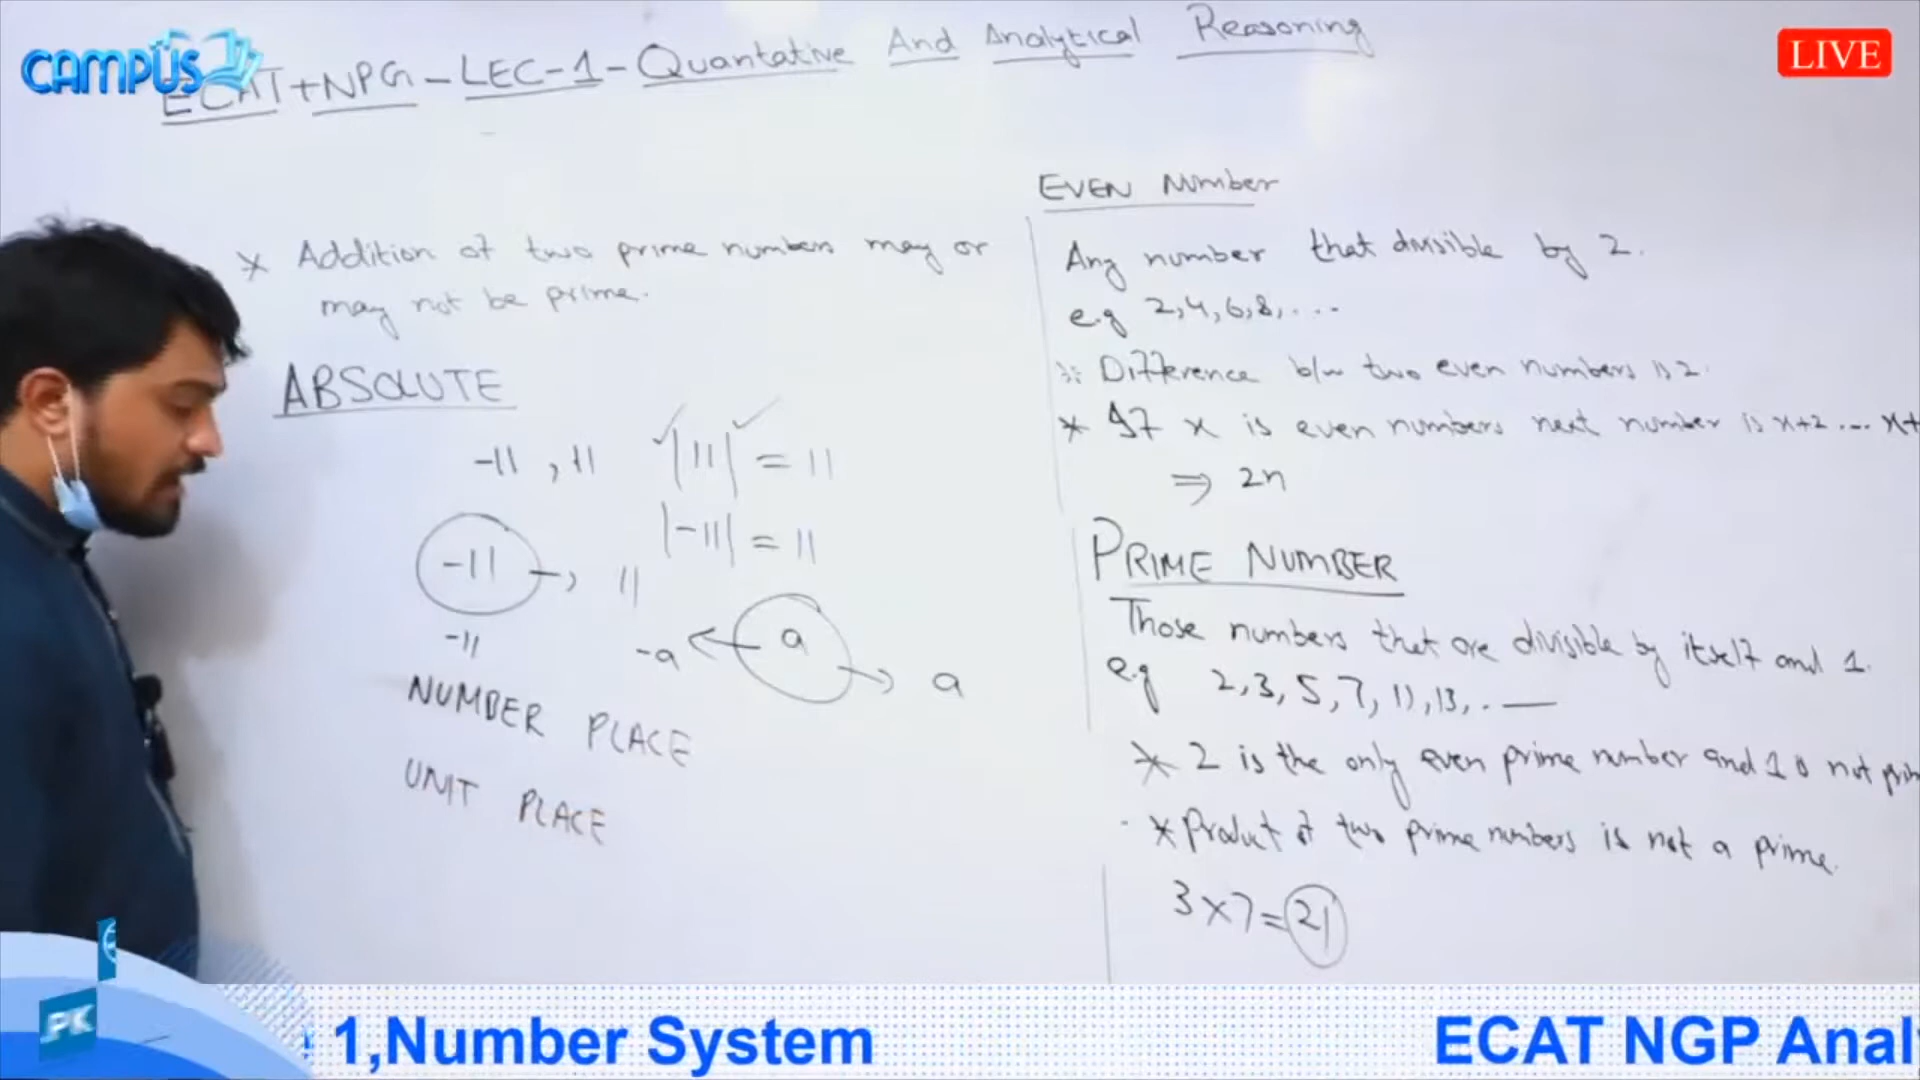 CAMPUS
LIVE
ECAT+NPG-LEC-1-Quantative And Analytical Reasoning
* Addition of two prime numbers may or
may not be prime.
ABSOLUTE
-11, 11 |11| = 11
|-11| = 11
-11 → 11
-11
-a ← a → a
NUMBER PLACE
UNIT PLACE
EVEN Number
Any number that divisible by 2.
e.g 2,4,6,8,....
Difference b/w two even numbers is 2.
* If x is even numbers next number is x+2 .... x+
⇒ 2n
PRIME NUMBER
Those numbers that are divisible by itself and 1.
e.g 2,3,5,7,11,13,.—
* 2 is the only even prime number and 1 is not prim
* Product of two prime numbers is not a prime.
3×7=21
PK
1,Number System
ECAT NGP Anal